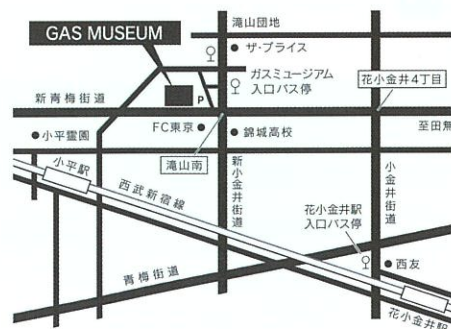 滝山団地
GAS MUSEUM
ザ・プライス
ガスミュージアム
入口バス停
花小金井4丁目
新青梅街道
P
FC東京
錦城高校
至田無
小平霊園
滝山南
小平駅
西武新宿線
新小金井街道
小金井街道
花小金井駅
入口バス停
西友
青梅街道
花小金井駅